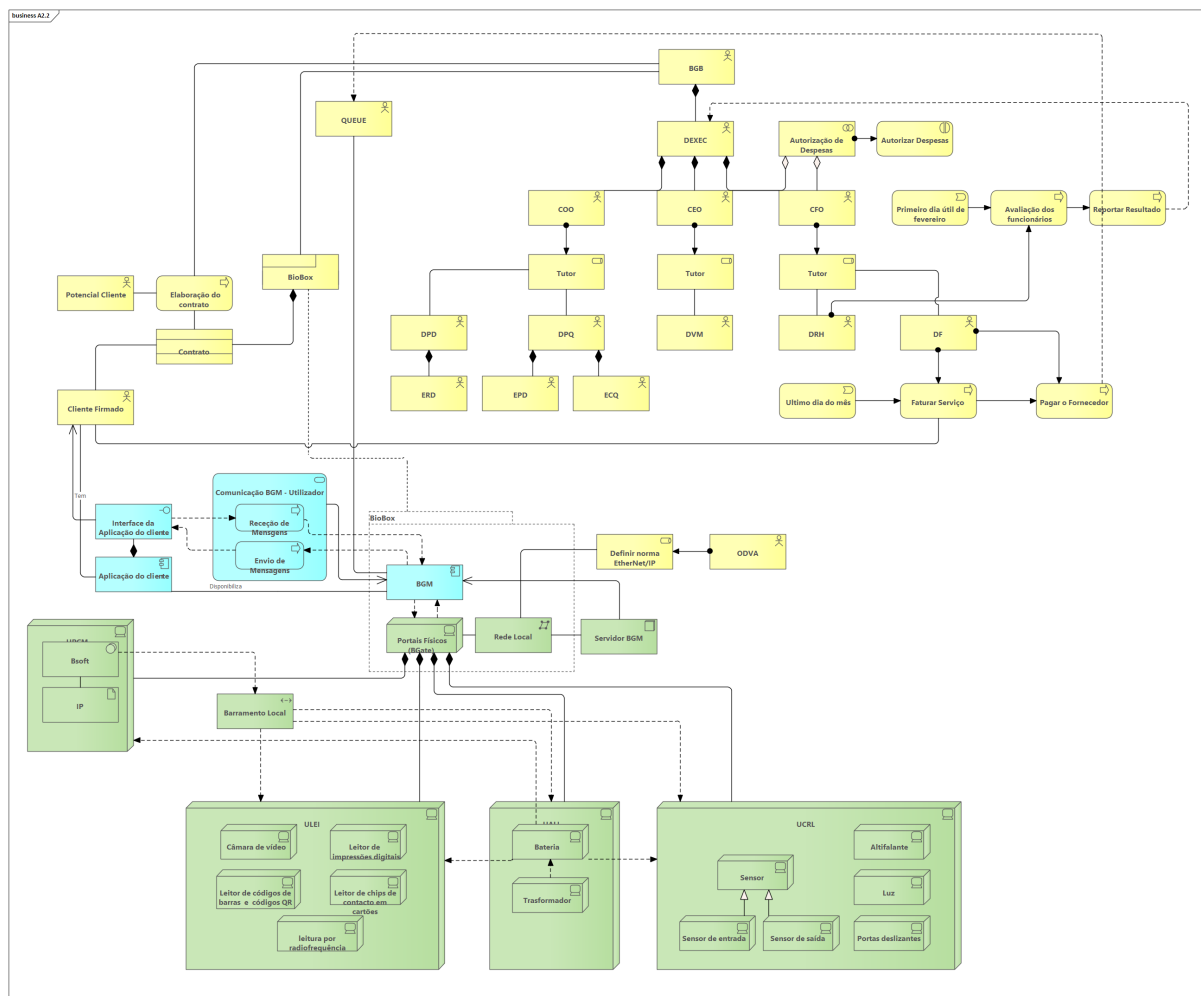 business A2.2
BGB
QUEUE
DEXEC
Autorização de
Despesas
Autorizar Despesas
COO
CEO
CFO
Primeiro dia útil de
fevereiro
Avaliação dos
funcionários
Reportar Resultado
BioBox
Tutor
Tutor
Tutor
Potencial Cliente
Elaboração do
contrato
Contrato
DPD
DPQ
DVM
DRH
DF
ERD
EPD
ECQ
Cliente Firmado
Ultimo dia do mês
Faturar Serviço
Pagar o Fornecedor
Tem
Comunicação BGM - Utilizador
Interface da
Aplicação do cliente
Receção de
Mensgens
Envio de
Mensagens
Aplicação do cliente
Disponibiliza
BioBox
BGM
Definir norma
EtherNet/IP
ODVA
Portais Físicos
(BGate)
Rede Local
Servidor BGM
Bsoft
IP
Barramento Local
ULEI
Câmara de vídeo
Leitor de
impressões digitais
Leitor de códigos de
barras e códigos QR
Leitor de chips de
contacto em
cartões
leitura por
radiofrequência
Bateria
Trasformador
UCRL
Sensor
Altifalante
Luz
Sensor de entrada
Sensor de saída
Portas deslizantes